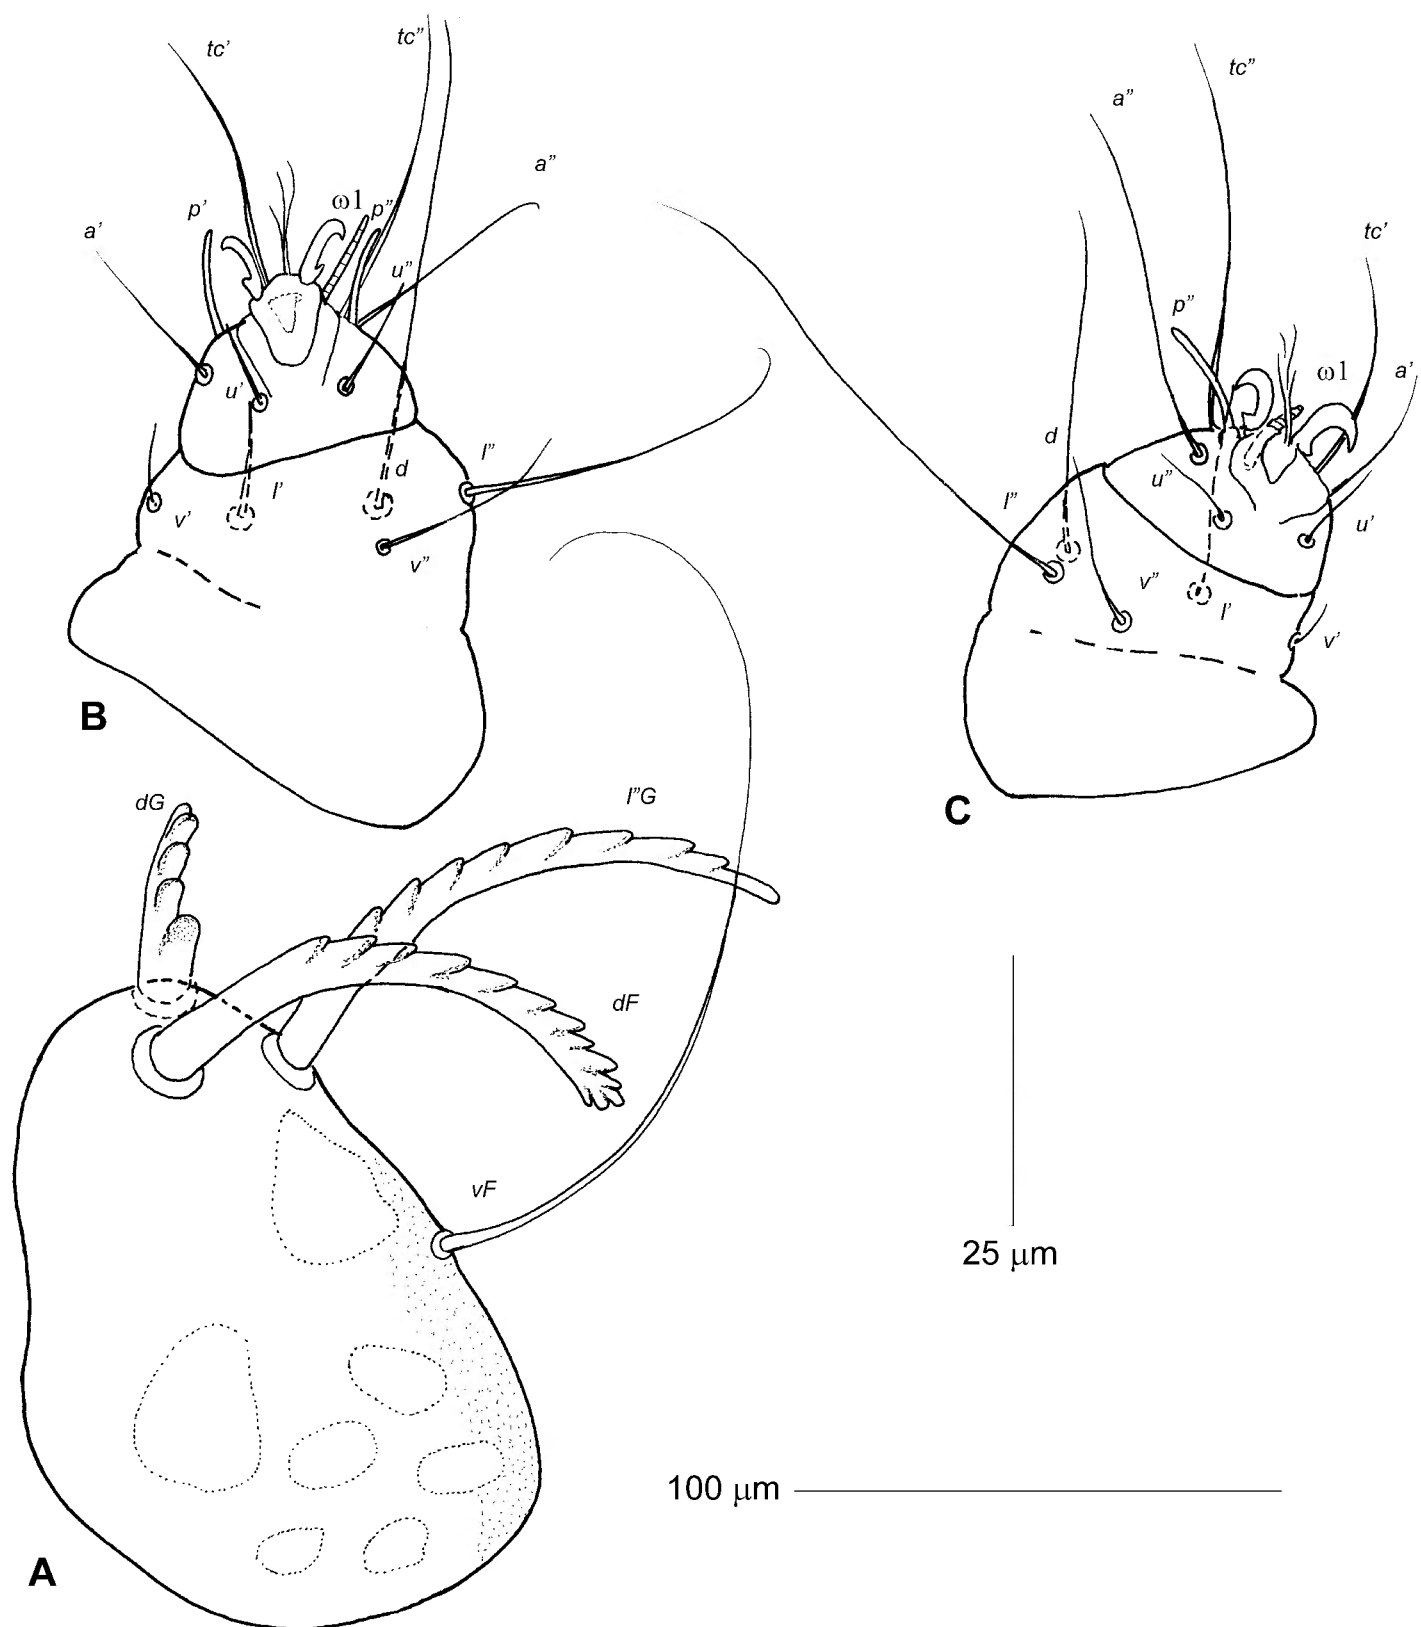 tc’
tc”
a”
ω1
p”
p’
a’
u”
u’
d
l”
l’
v’
v”
B
tc”
a”
tc’
p”
ω1
a’
d
u”
l”
u’
v”
l’
v’
C
dG
l”G
dF
vF
25 μm
100 μm
A